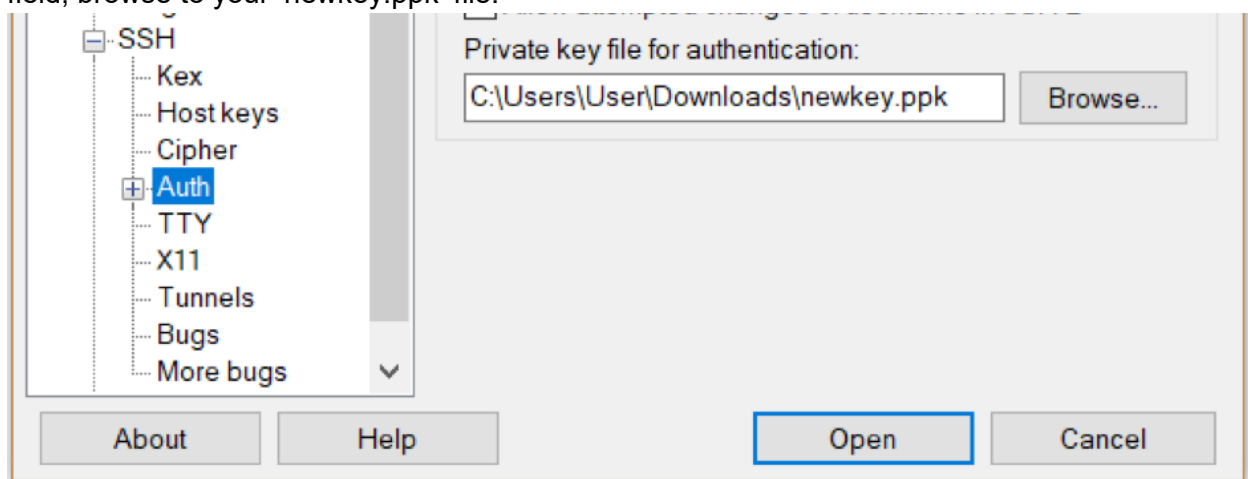 field, browse to your 'newkey.ppk' file.
SSH
Kex
Host keys
Cipher
Auth
TTY
X11
Tunnels
Bugs
More bugs
Private key file for authentication:
C:\Users\User\Downloads\newkey.ppk
Browse...
About
Help
Open
Cancel